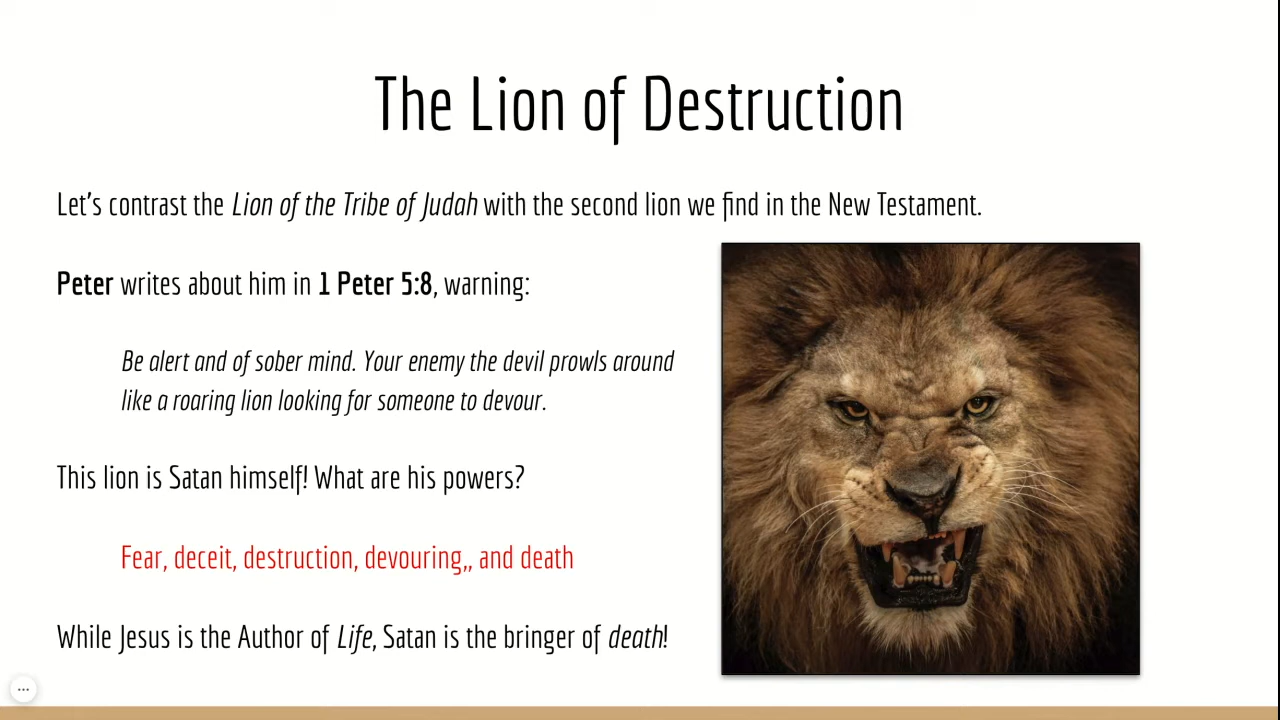 The Lion of Destruction
Let's contrast the Lion of the Tribe of Judah with the second lion we find in the New Testament.
Peter writes about him in 1 Peter 5:8, warning:
Be alert and of sober mind. Your enemy the devil prowls around
like a roaring lion looking for someone to devour.
This lion is Satan himself! What are his powers?
Fear, deceit, destruction, devouring,, and death
While Jesus is the Author of Life, Satan is the bringer of death!